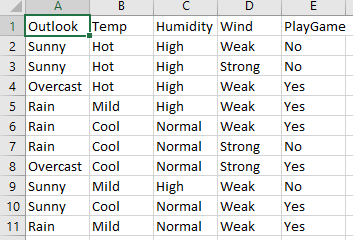 A B C D E
1 Outlook Temp Humidity Wind PlayGame
2 Sunny Hot High Weak No
3 Sunny Hot High Strong No
4 Overcast Hot High Weak Yes
5 Rain Mild High Weak Yes
6 Rain Cool Normal Weak Yes
7 Rain Cool Normal Strong No
8 Overcast Cool Normal Strong Yes
9 Sunny Mild High Weak No
10 Sunny Cool Normal Weak Yes
11 Rain Mild Normal Weak Yes